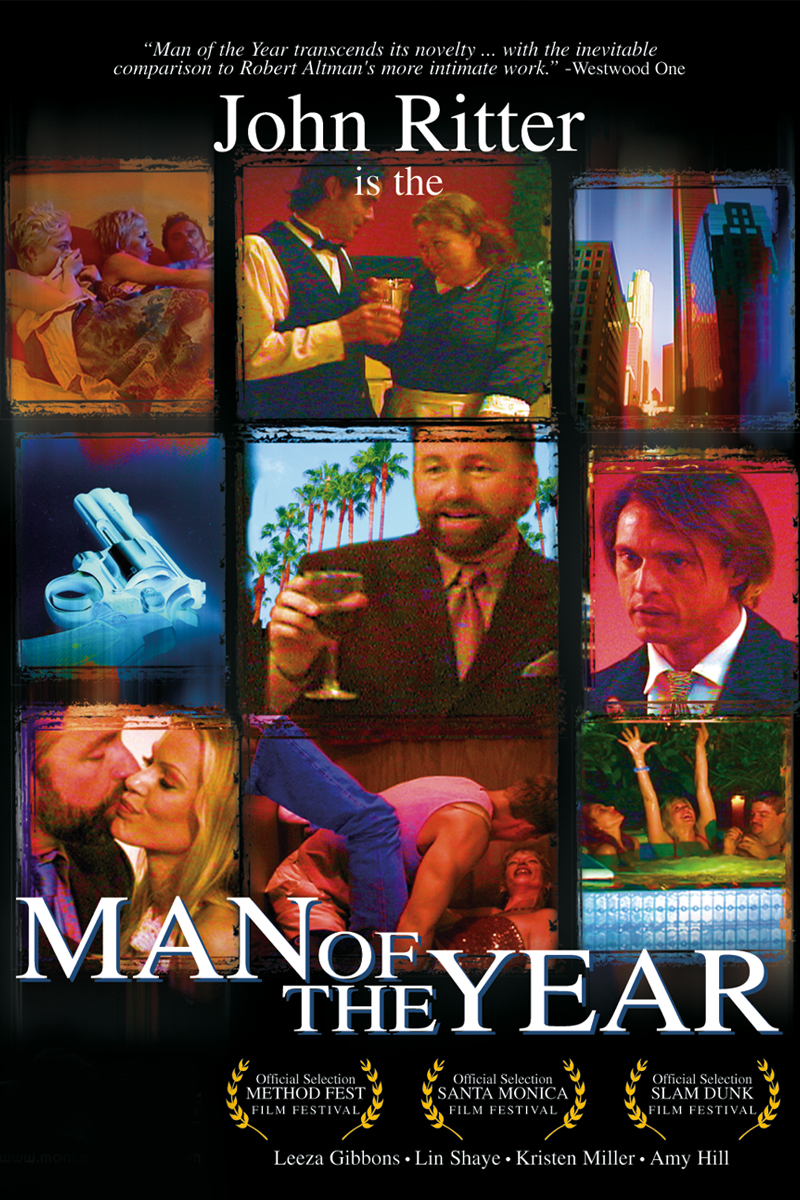 “Man of the Year transcends its novelty ... with the inevitable
comparison to Robert Altman's more intimate work.” -Westwood One
John Ritter
is the
MAN OF THE YEAR
Official Selection
METHOD FEST
FILM FESTIVAL
Official Selection
SANTA MONICA
FILM FESTIVAL
Official Selection
SLAM DUNK
FILM FESTIVAL
Leeza Gibbons • Lin Shaye • Kristen Miller • Amy Hill